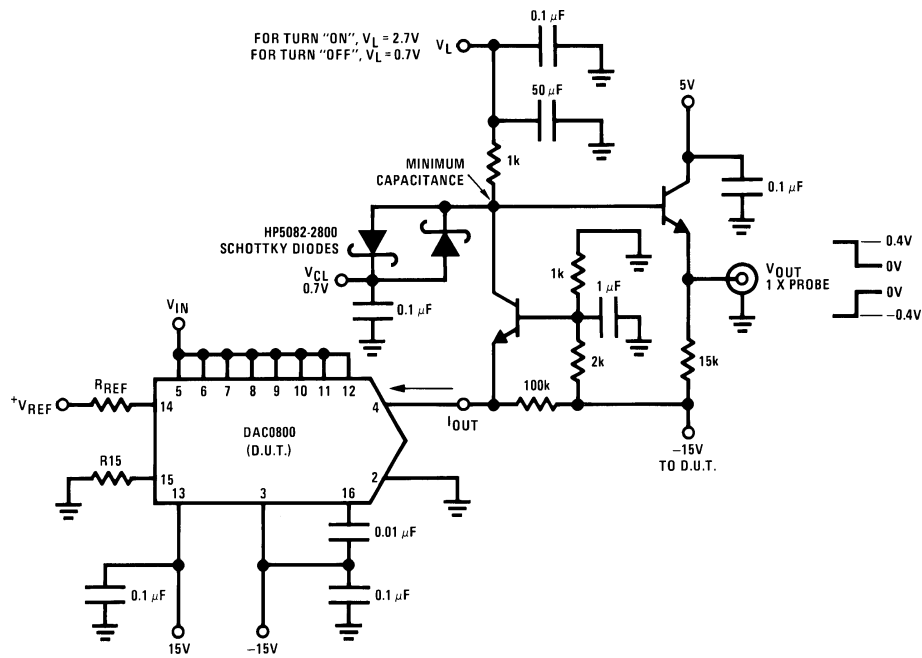 FOR TURN "ON", VL = 2.7V
FOR TURN "OFF", VL = 0.7V
VL
0.1 μF
50 μF
5V
1k
MINIMUM
CAPACITANCE
0.1 μF
HP5082-2800
SCHOTTKY DIODES
VCL
0.7V
0.1 μF
1k
1 μF
2k
0.4V
0V
VOUT
1 X PROBE
0V
−0.4V
15k
VIN
5 6 7 8 9 10 11 12
+VREF
RREF
14
4
IOUT
100k
−15V
TO D.U.T.
DAC0800
(D.U.T.)
R15
15
2
13
3
16
0.01 μF
0.1 μF
0.1 μF
15V
-15V